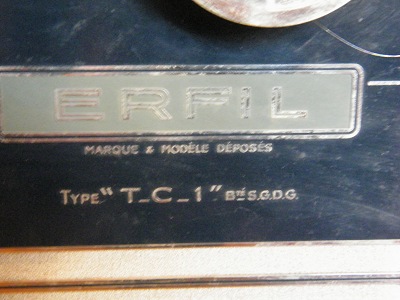 ERFIL
MARQUE & MODÈLE DÉPOSÉS
TYPE "T_C_1" BTÉ S.G.D.G.